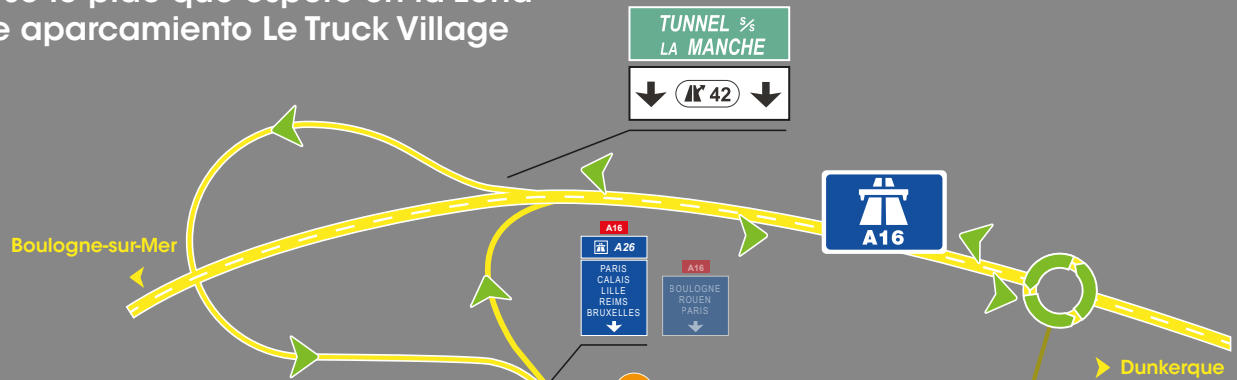 e aparcamiento Le Truck Village
TUNNEL s/s
LA MANCHE
42
A16
Boulogne-sur-Mer
A16
A26
PARIS
CALAIS
LILLE
REIMS
BRUXELLES
A16
BOULOGNE
ROUEN
PARIS
Dunkerque